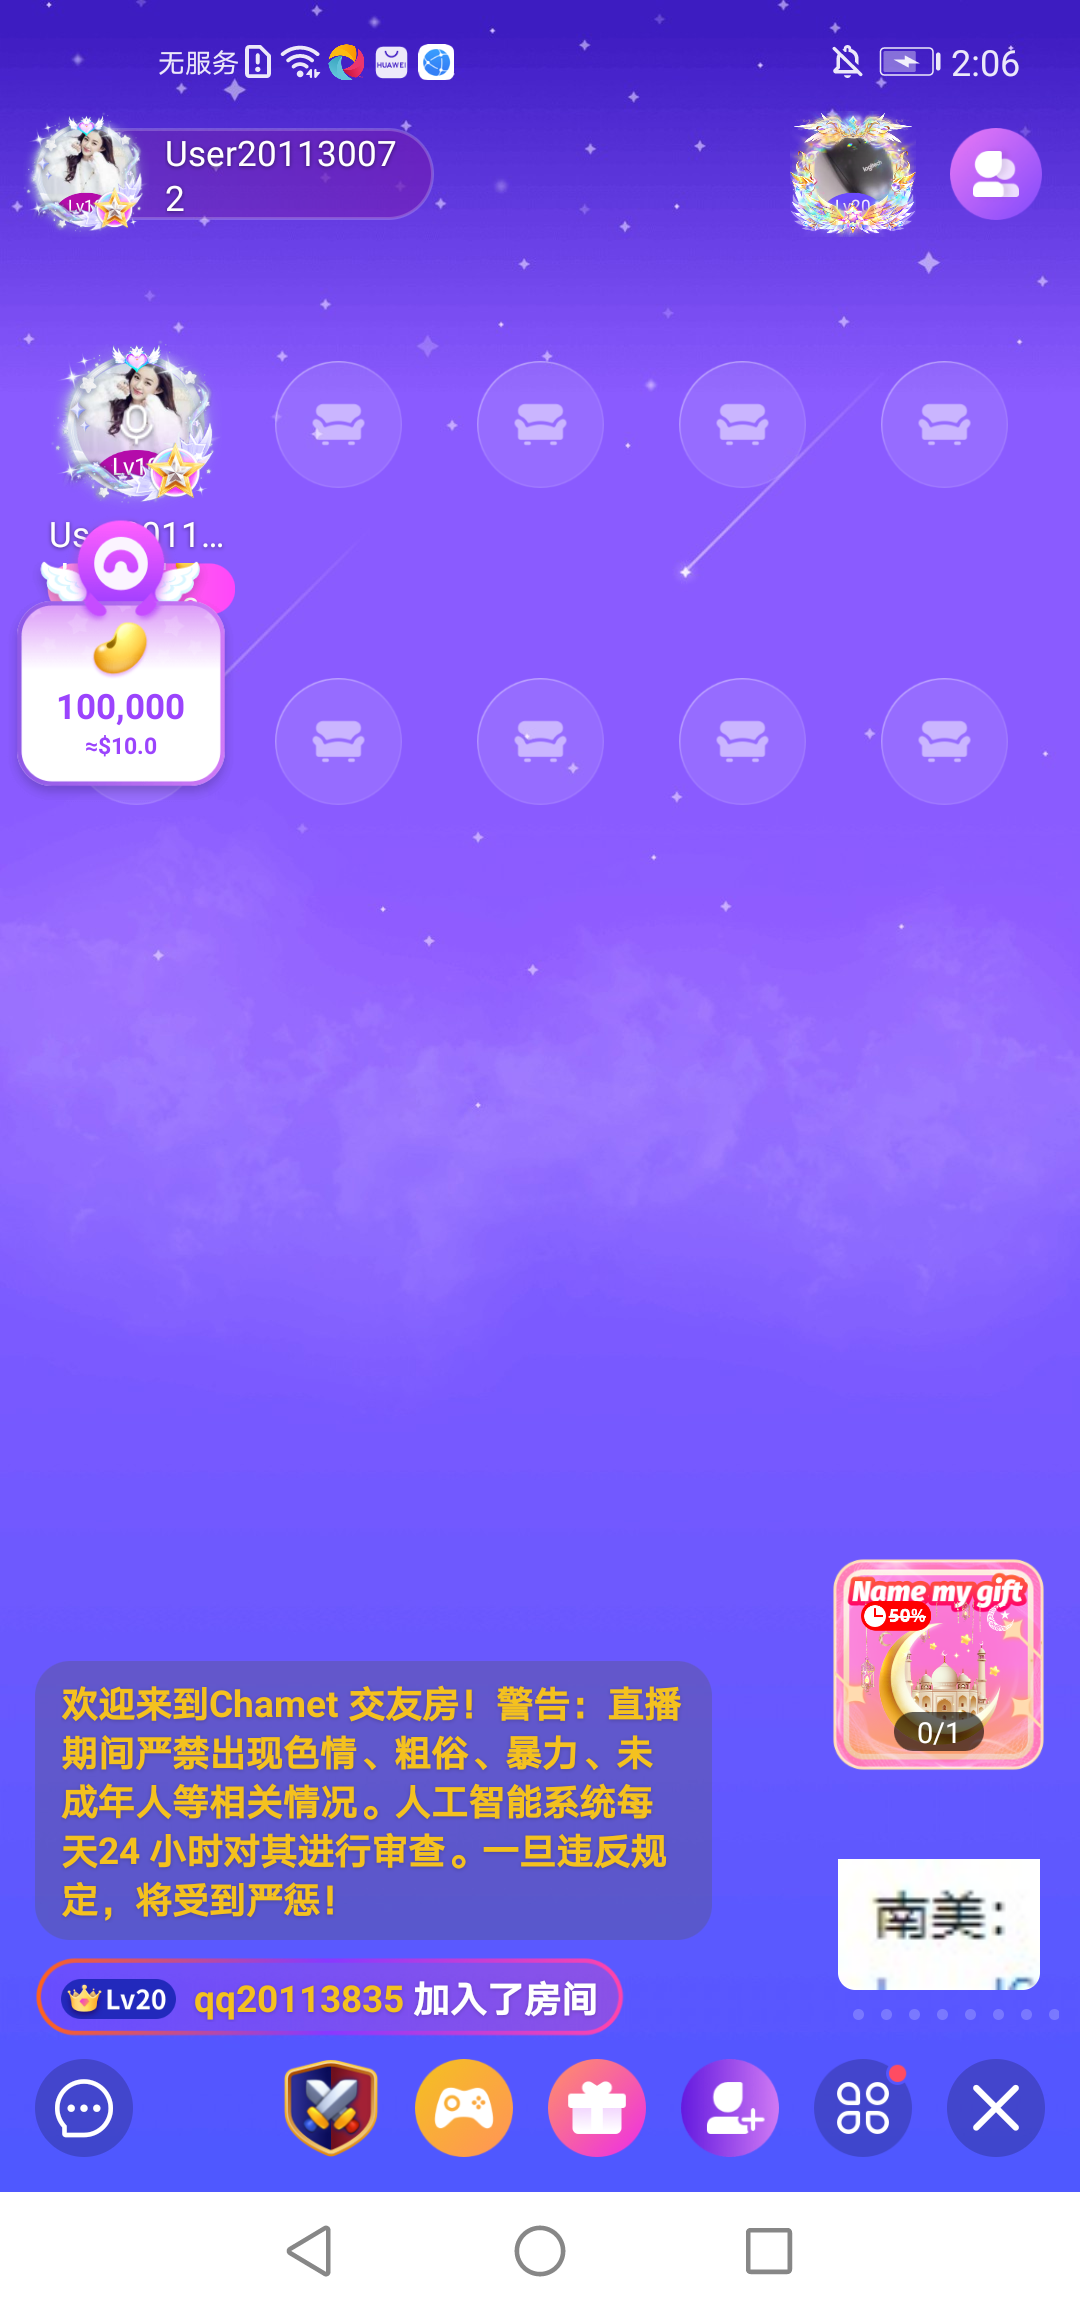 无服务
HUAWEI
2:06
User20113007
2
logitech
Lv20
100,000
≈$10.0
Name my gift
50%
0/1
欢迎来到Chamet 交友房！警告：直播
期间严禁出现色情、粗俗、暴力、未
成年人等相关情况。人工智能系统每
天24 小时对其进行审查。一旦违反规
定，将受到严惩！
南美：
Lv20 qq20113835 加入了房间